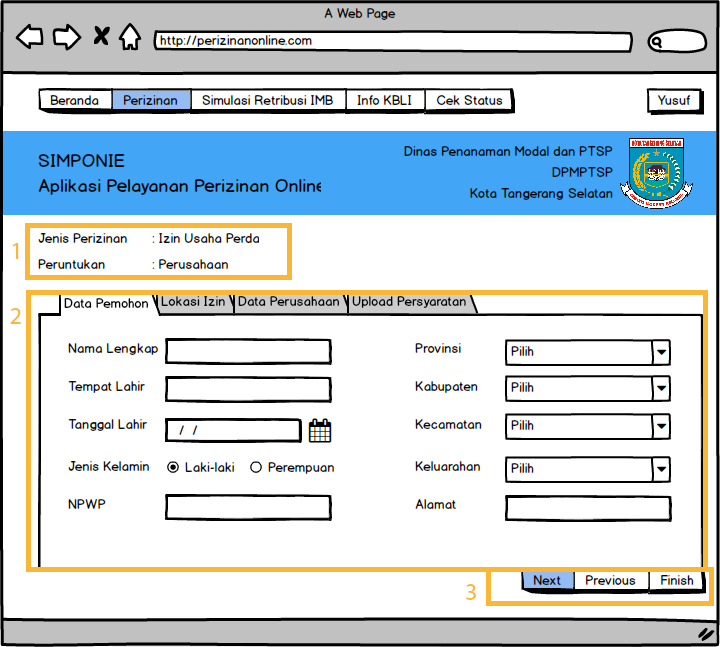 A Web Page
http://perizinanonline.com
Beranda Perizinan Simulasi Retribusi IMB Info KBLI Cek Status Yusuf
SIMPONIE
Aplikasi Pelayanan Perizinan Online
Dinas Penanaman Modal dan PTSP
DPMPTSP
Kota Tangerang Selatan
1
Jenis Perizinan : Izin Usaha Perda
Peruntukan : Perusahaan
2
Data Pemohon Lokasi Izin Data Perusahaan Upload Persyaratan
Nama Lengkap
Tempat Lahir
Tanggal Lahir / /
Jenis Kelamin Laki-laki Perempuan
NPWP
Provinsi Pilih
Kabupaten Pilih
Kecamatan Pilih
Keluarahan Pilih
Alamat
3
Next Previous Finish